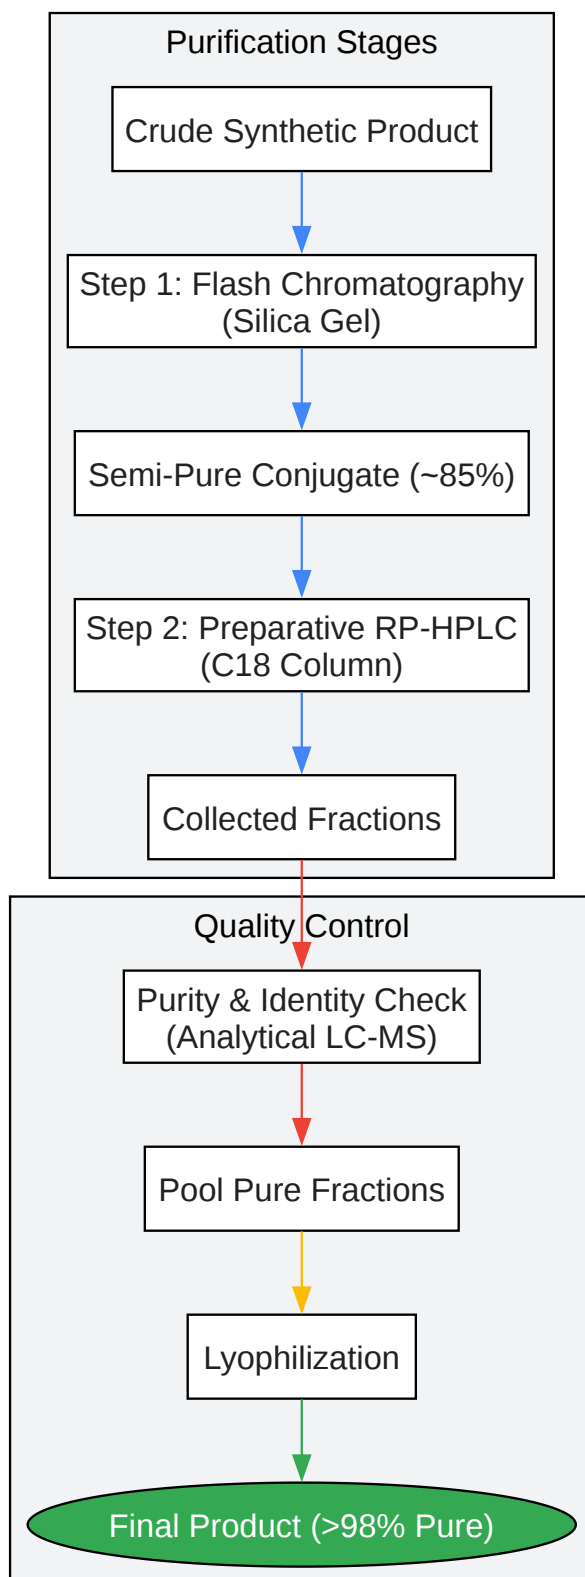 Purification Stages
Crude Synthetic Product
Step 1: Flash Chromatography
(Silica Gel)
Semi-Pure Conjugate (~85%)
Step 2: Preparative RP-HPLC
(C18 Column)
Collected Fractions
Quality Control
Purity & Identity Check
(Analytical LC-MS)
Pool Pure Fractions
Lyophilization
Final Product (>98% Pure)